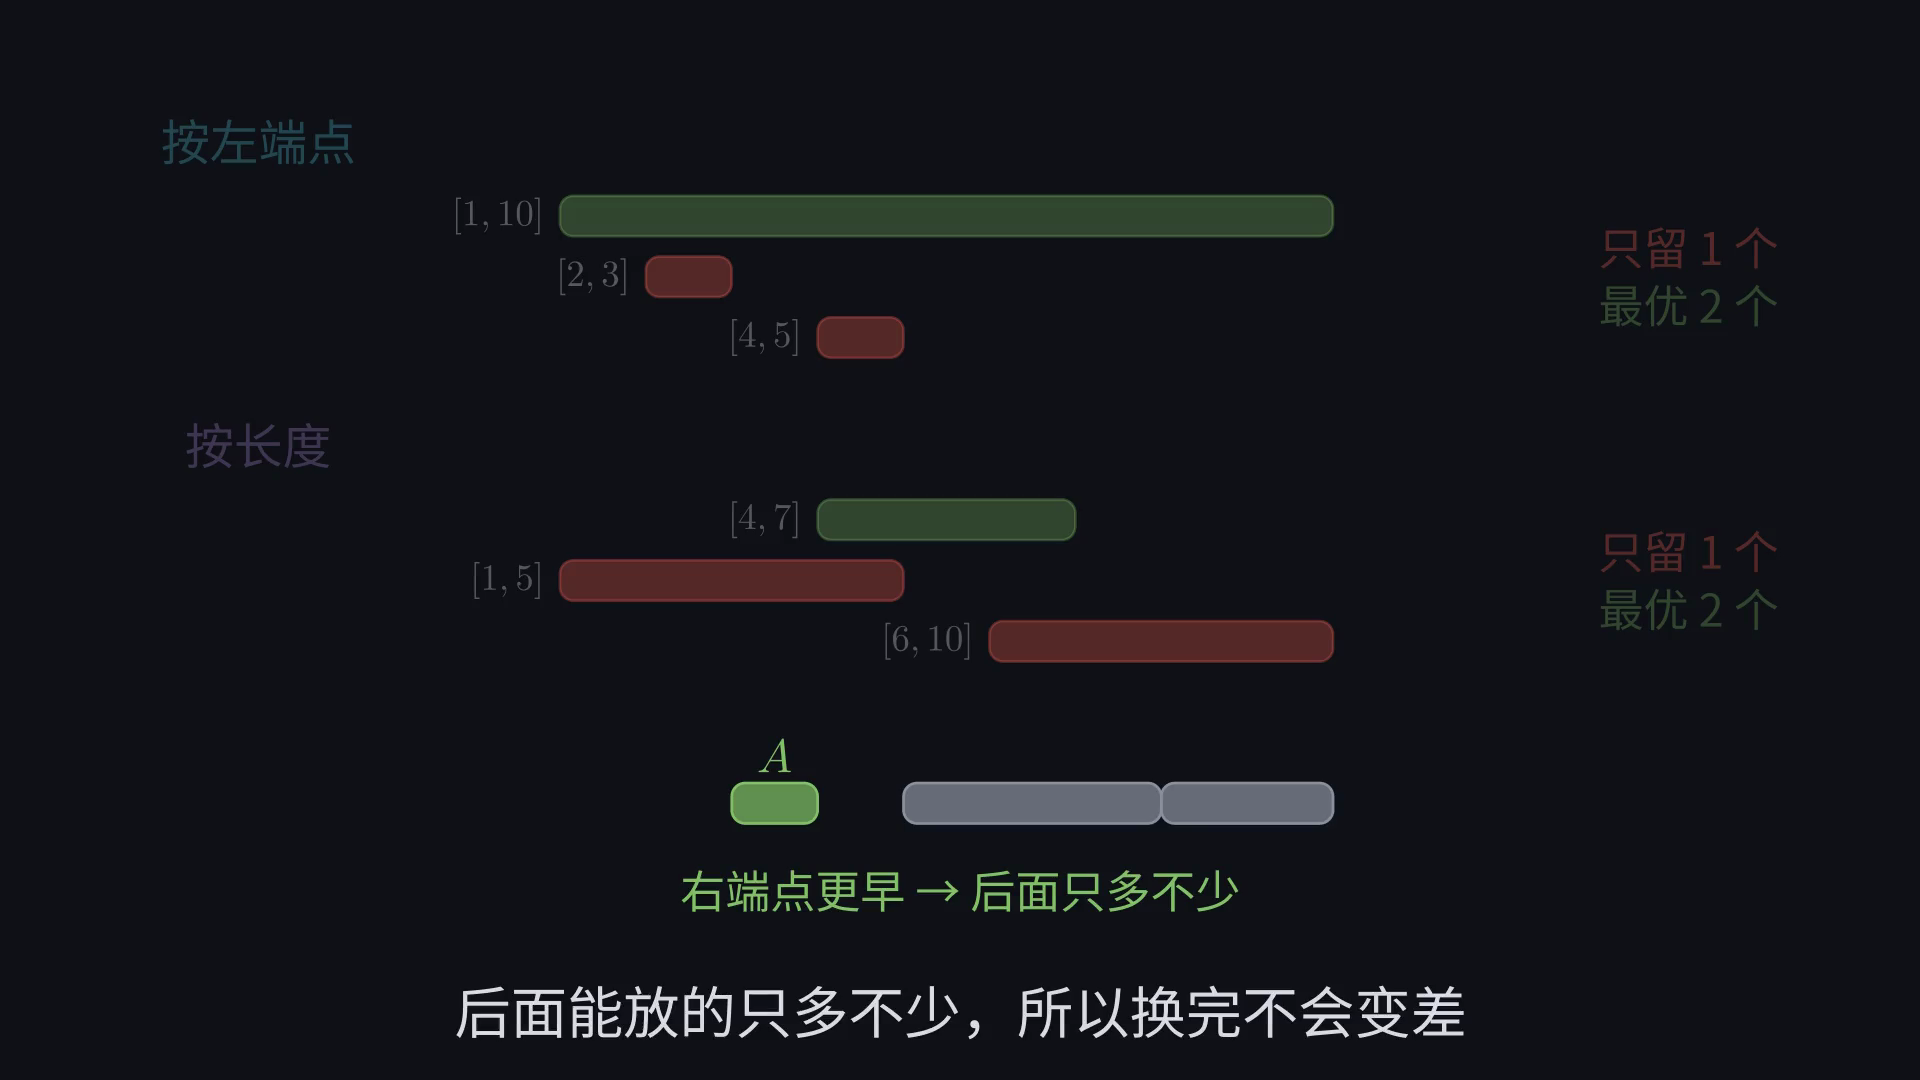 按左端点
[1, 10]
[2, 3]
[4, 5]
只留 1 个
最优 2 个
按长度
[4, 7]
[1, 5]
[6, 10]
只留 1 个
最优 2 个
A
右端点更早 → 后面只多不少
后面能放的只多不少，所以换完不会变差